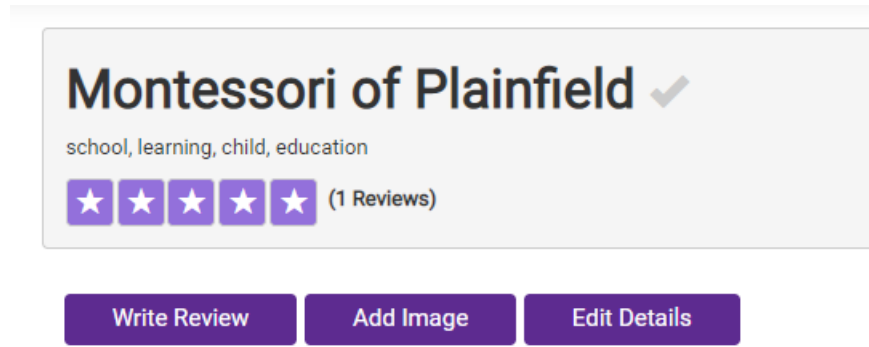 Montessori of Plainfield
school, learning, child, education
(1 Reviews)
Write Review Add Image Edit Details